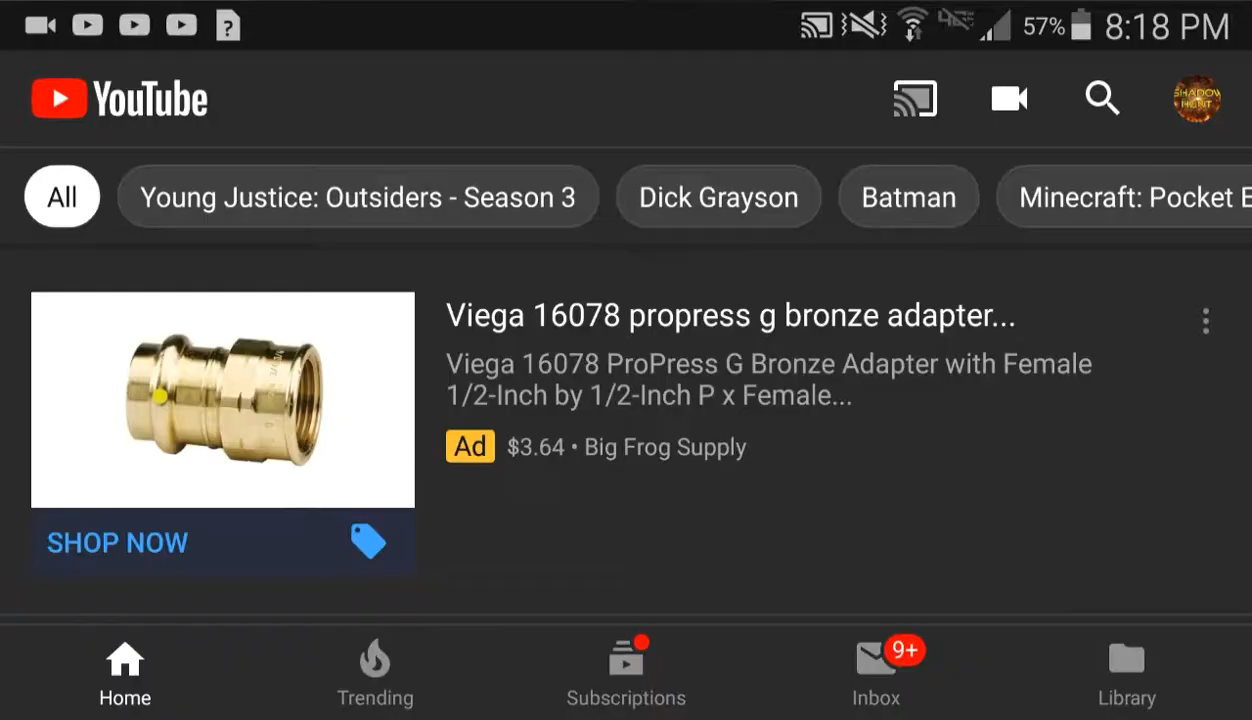 57% 8:18 PM
YouTube
SHADOW
HUNT
All Young Justice: Outsiders - Season 3 Dick Grayson Batman Minecraft: Pocket E
Viega 16078 propress g bronze adapter...
Viega 16078 ProPress G Bronze Adapter with Female
1/2-Inch by 1/2-Inch P x Female...
Ad $3.64 • Big Frog Supply
SHOP NOW
9+
Home Trending Subscriptions Inbox Library